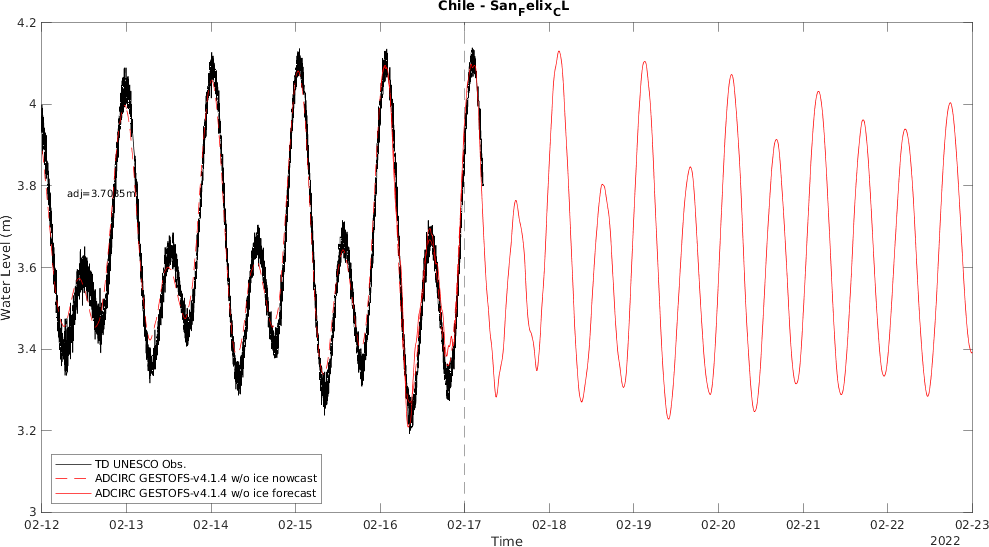 Chile - San_Felix_CL
4.2
4
3.8
3.6
3.4
3.2
3
Water Level (m)
adj=3.7035m
TD UNESCO Obs.
ADCIRC GESTOFS-v4.1.4 w/o ice nowcast
ADCIRC GESTOFS-v4.1.4 w/o ice forecast
02-12 02-13 02-14 02-15 02-16 02-17 02-18 02-19 02-20 02-21 02-22 02-23
Time
2022